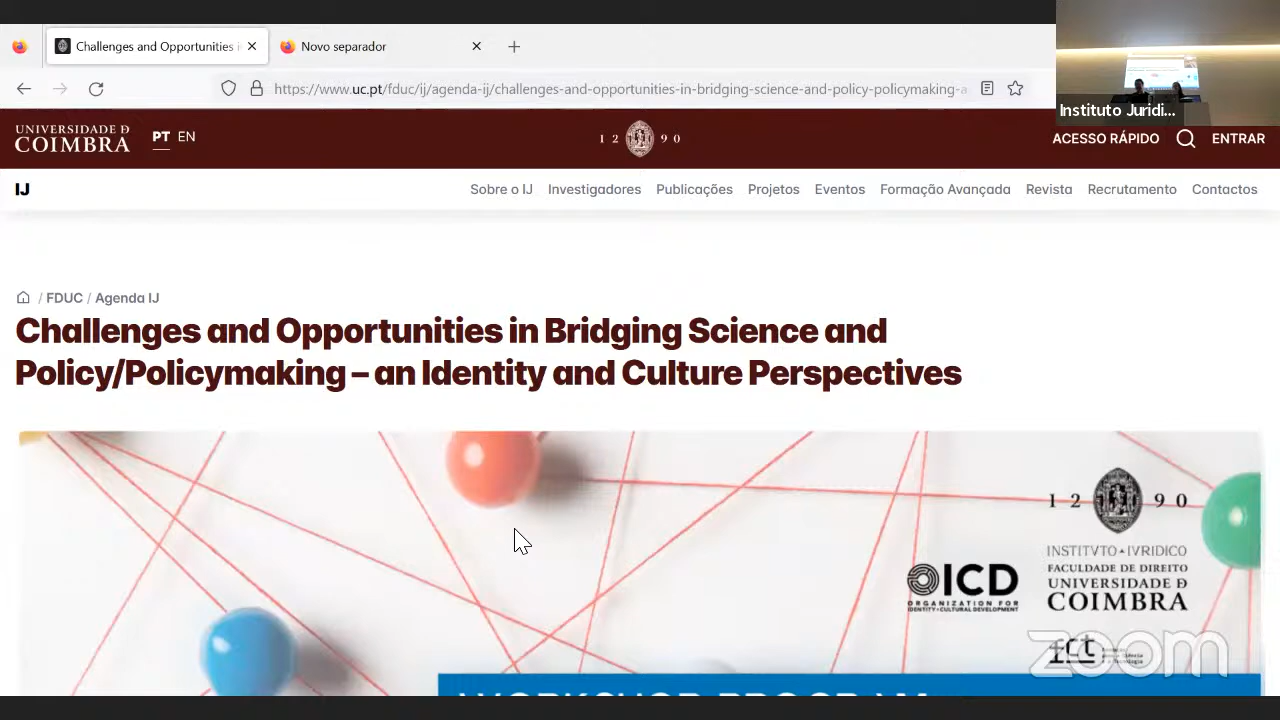 Challenges and Opportunities i
Novo separador
https://www.uc.pt/fduc/ij/agenda-ij/challenges-and-opportunities-in-bridging-science-and-policy-policymaking-a
Instituto Juridi...
UNIVERSIDADE Ð
COIMBRA
PT EN
1 2 9 0
ACESSO RÁPIDO
ENTRAR
IJ
Sobre o IJ Investigadores Publicações Projetos Eventos Formação Avançada Revista Recrutamento Contactos
/ FDUC / Agenda IJ
Challenges and Opportunities in Bridging Science and
Policy/Policymaking – an Identity and Culture Perspectives
1 2 9 0
INSTITVTO • IVRIDICO
FACULDADE DE DIREITO
UNIVERSIDADE Ð
COIMBRA
OICD
ORGANIZATION FOR
IDENTITY + CULTURAL DEVELOPMENT
fct
zoom
WORKSHOP PROGRAM